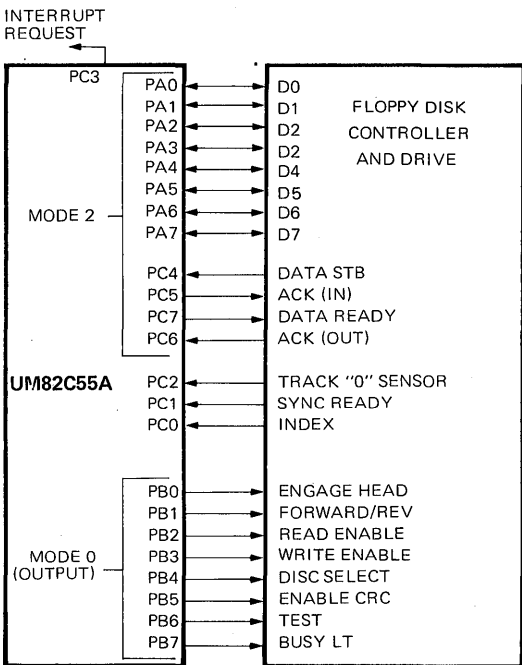 INTERRUPT
REQUEST
PC3
PA0 D0
PA1 D1
PA2 D2
PA3 D2
PA4 D4
PA5 D5
PA6 D6
PA7 D7
FLOPPY DISK
CONTROLLER
AND DRIVE
MODE 2
PC4 DATA STB
PC5 ACK (IN)
PC7 DATA READY
PC6 ACK (OUT)
UM82C55A
PC2 TRACK "0" SENSOR
PC1 SYNC READY
PC0 INDEX
PB0 ENGAGE HEAD
PB1 FORWARD/REV
PB2 READ ENABLE
PB3 WRITE ENABLE
PB4 DISC SELECT
PB5 ENABLE CRC
PB6 TEST
PB7 BUSY LT
MODE 0
(OUTPUT)